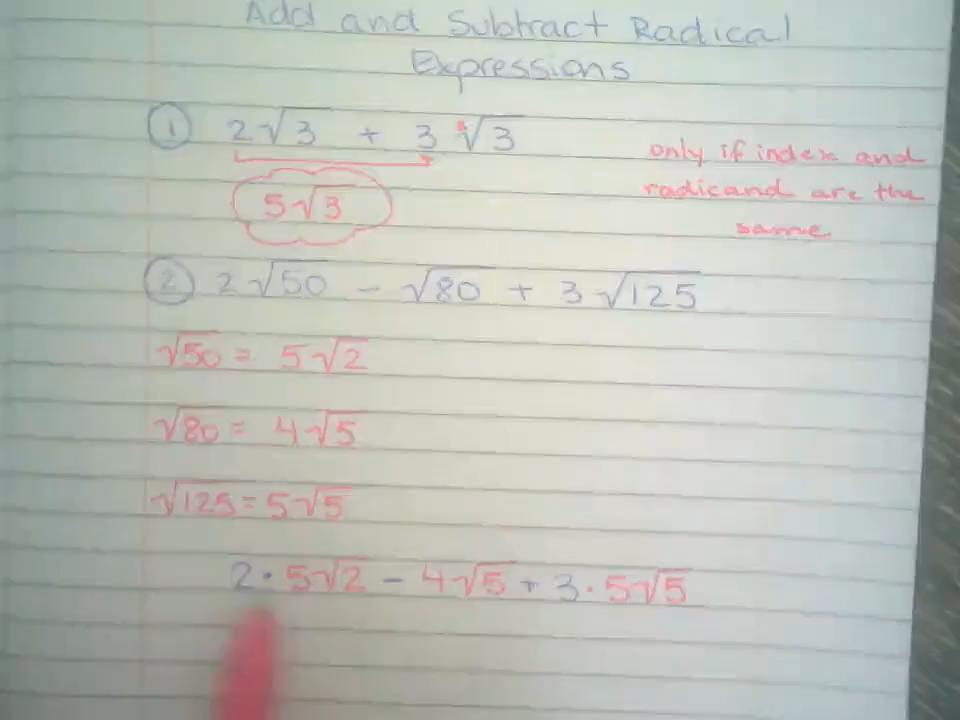 Add and Subtract Radical
Expressions
① 2√3 + 3 √3
only if index and
radicand are the
same.
5√3
② 2√50 - √80 + 3√125
√50 = 5√2
√80 = 4√5
√125 = 5√5
2 · 5√2 - 4√5 + 3 · 5√5